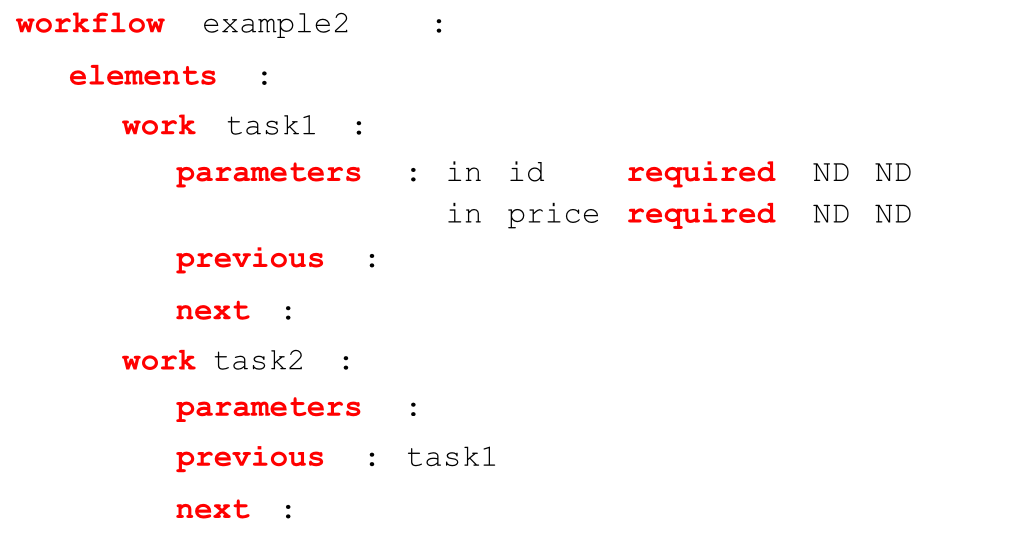 workflow example2 :
elements :
work task1 :
parameters : in id required ND ND
in price required ND ND
previous :
next :
work task2 :
parameters :
previous : task1
next :